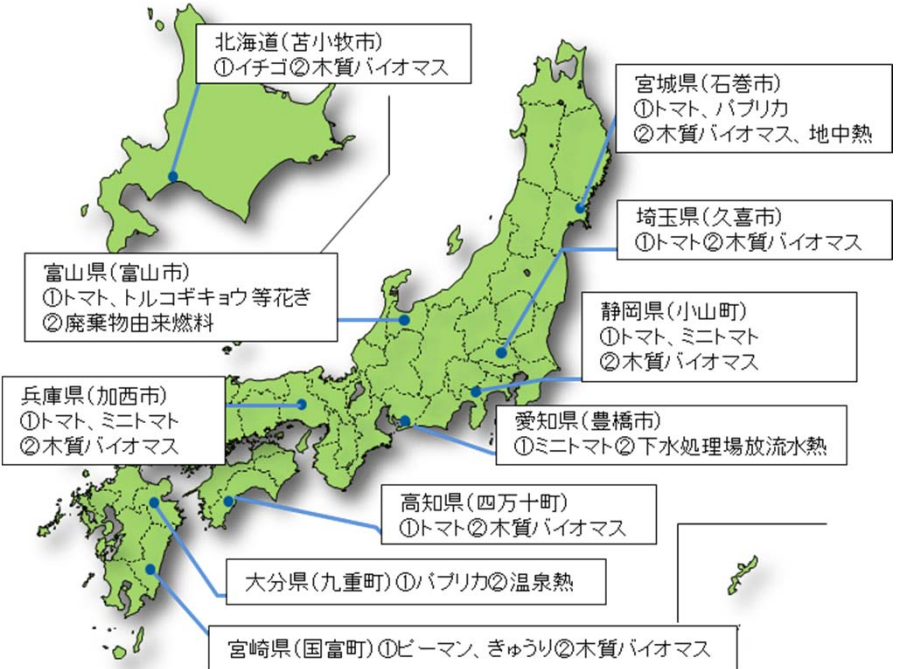 北海道(苫小牧市)
①イチゴ②木質バイオマス
宮城県(石巻市)
①トマト、パプリカ
②木質バイオマス、地中熱
埼玉県(久喜市)
①トマト②木質バイオマス
富山県(富山市)
①トマト、トルコギキョウ等花き
②廃棄物由来燃料
静岡県(小山町)
①トマト、ミニトマト
②木質バイオマス
兵庫県(加西市)
①トマト、ミニトマト
②木質バイオマス
愛知県(豊橋市)
①ミニトマト②下水処理場放流水熱
高知県(四万十町)
①トマト②木質バイオマス
大分県(九重町)①パプリカ②温泉熱
宮崎県(国富町)①ピーマン、きゅうり②木質バイオマス